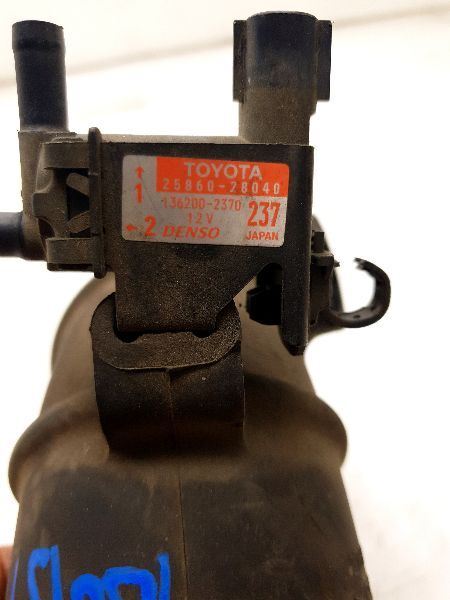 TOYOTA
25860-28040
136200-2370
12V
237
1
←2 DENSO
JAPAN